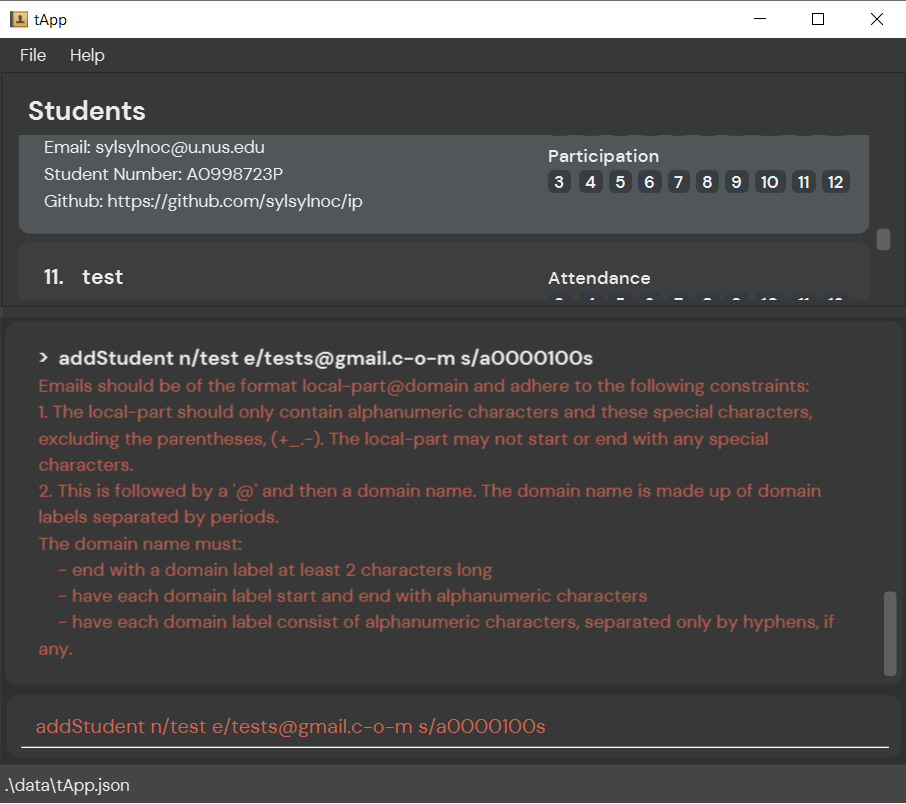 tApp
File Help
Students
Email: sylsylnoc@u.nus.edu
Student Number: A0998723P
Github: https://github.com/sylsylnoc/ip
Participation
3 4 5 6 7 8 9 10 11 12
11. test
Attendance
> addStudent n/test e/tests@gmail.c-o-m s/a0000100s
Emails should be of the format local-part@domain and adhere to the following constraints:
1. The local-part should only contain alphanumeric characters and these special characters,
excluding the parentheses, (+_.-). The local-part may not start or end with any special
characters.
2. This is followed by a '@' and then a domain name. The domain name is made up of domain
labels separated by periods.
The domain name must:
- end with a domain label at least 2 characters long
- have each domain label start and end with alphanumeric characters
- have each domain label consist of alphanumeric characters, separated only by hyphens, if
any.
addStudent n/test e/tests@gmail.c-o-m s/a0000100s
.\data\tApp.json